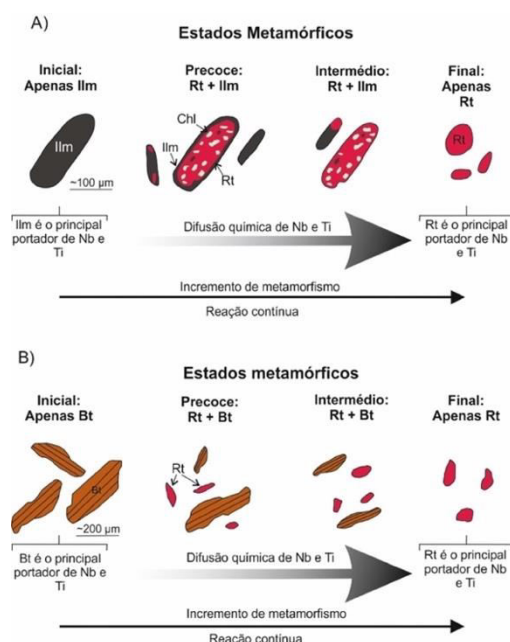 A)
Estados Metamórficos
Inicial: Apenas Ilm
Precoce: Rt + Ilm
Intermédio: Rt + Ilm
Final: Apenas Rt
Ilm
~100 µm
Chl
Ilm
Rt
Rt
Ilm é o principal portador de Nb e Ti
Difusão química de Nb e Ti
Rt é o principal portador de Nb e Ti
Incremento de metamorfismo
Reação contínua
B)
Estados metamórficos
Inicial: Apenas Bt
Precoce: Rt + Bt
Intermédio: Rt + Bt
Final: Apenas Rt
Bt
~200 µm
Rt
Bt é o principal portador de Nb e Ti
Difusão química de Nb e Ti
Rt é o principal portador de Nb e Ti
Incremento de metamorfismo
Reação contínua